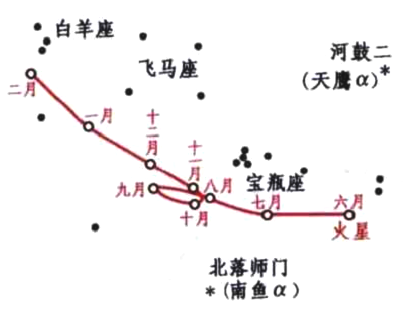 白羊座
飞马座
河鼓二
(天鹰α)*
二月
一月
十二月
十一月
九月
八月
十月
宝瓶座
七月
六月
火星
北落师门
*(南鱼α)